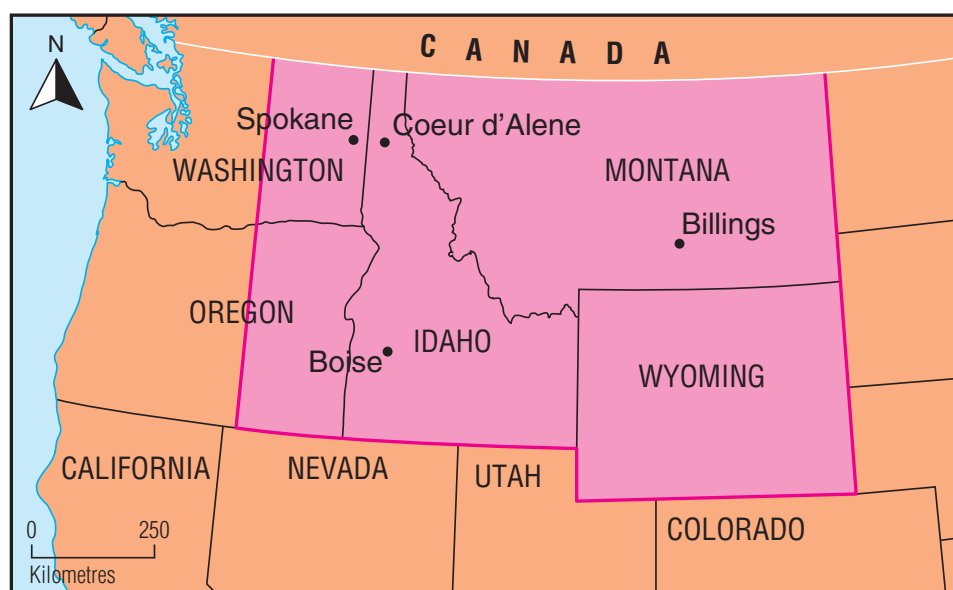 CANADA
N
Spokane
Coeur d’Alene
WASHINGTON
MONTANA
Billings
OREGON
IDAHO
Boise
WYOMING
CALIFORNIA
NEVADA
UTAH
COLORADO
0 250
Kilometres